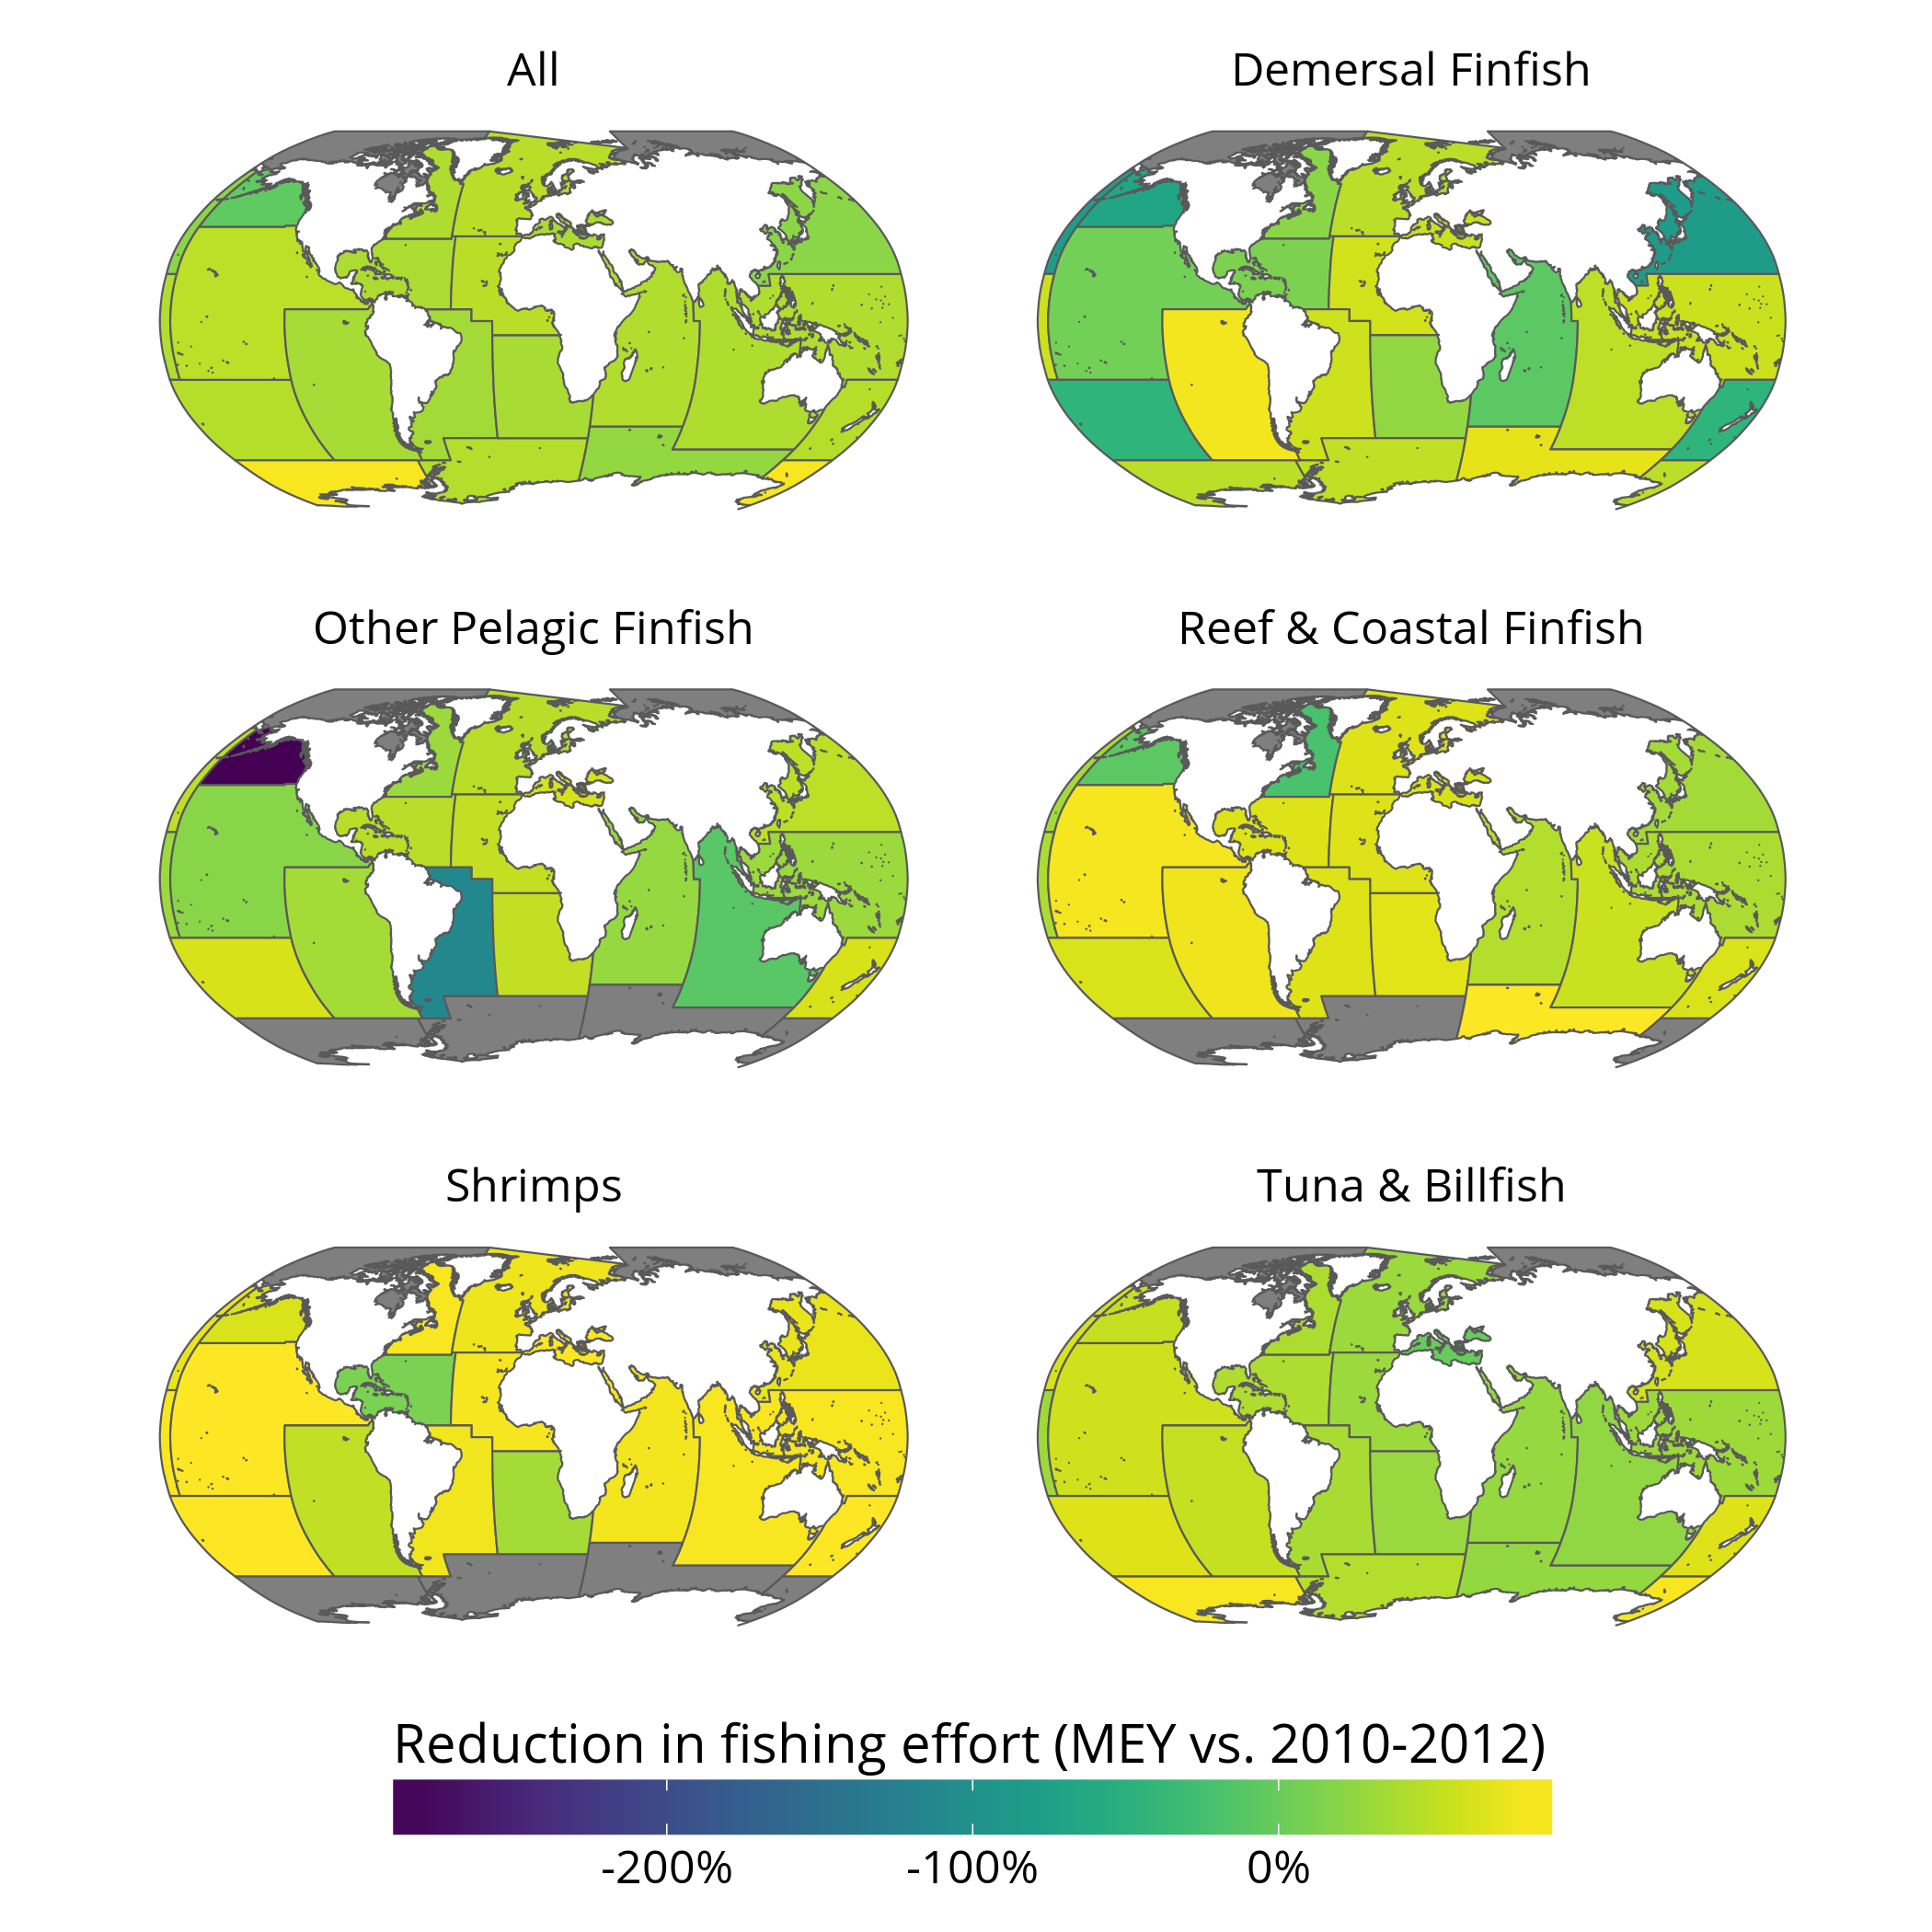 All
Demersal Finfish
Other Pelagic Finfish
Reef & Coastal Finfish
Shrimps
Tuna & Billfish
Reduction in fishing effort (MEY vs. 2010-2012)
-200%
-100%
0%